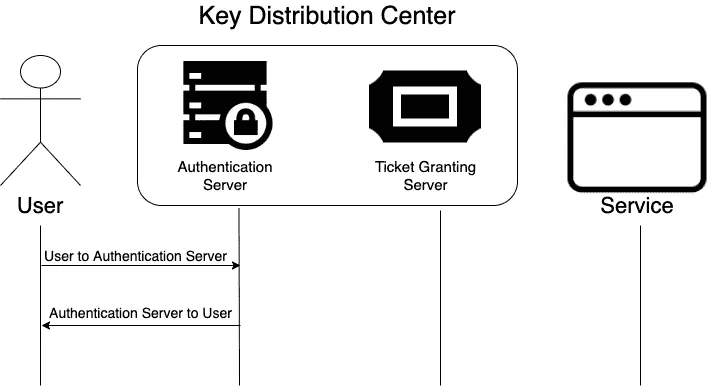 Key Distribution Center
Authentication
Server
Ticket Granting
Server
User
Service
User to Authentication Server
Authentication Server to User